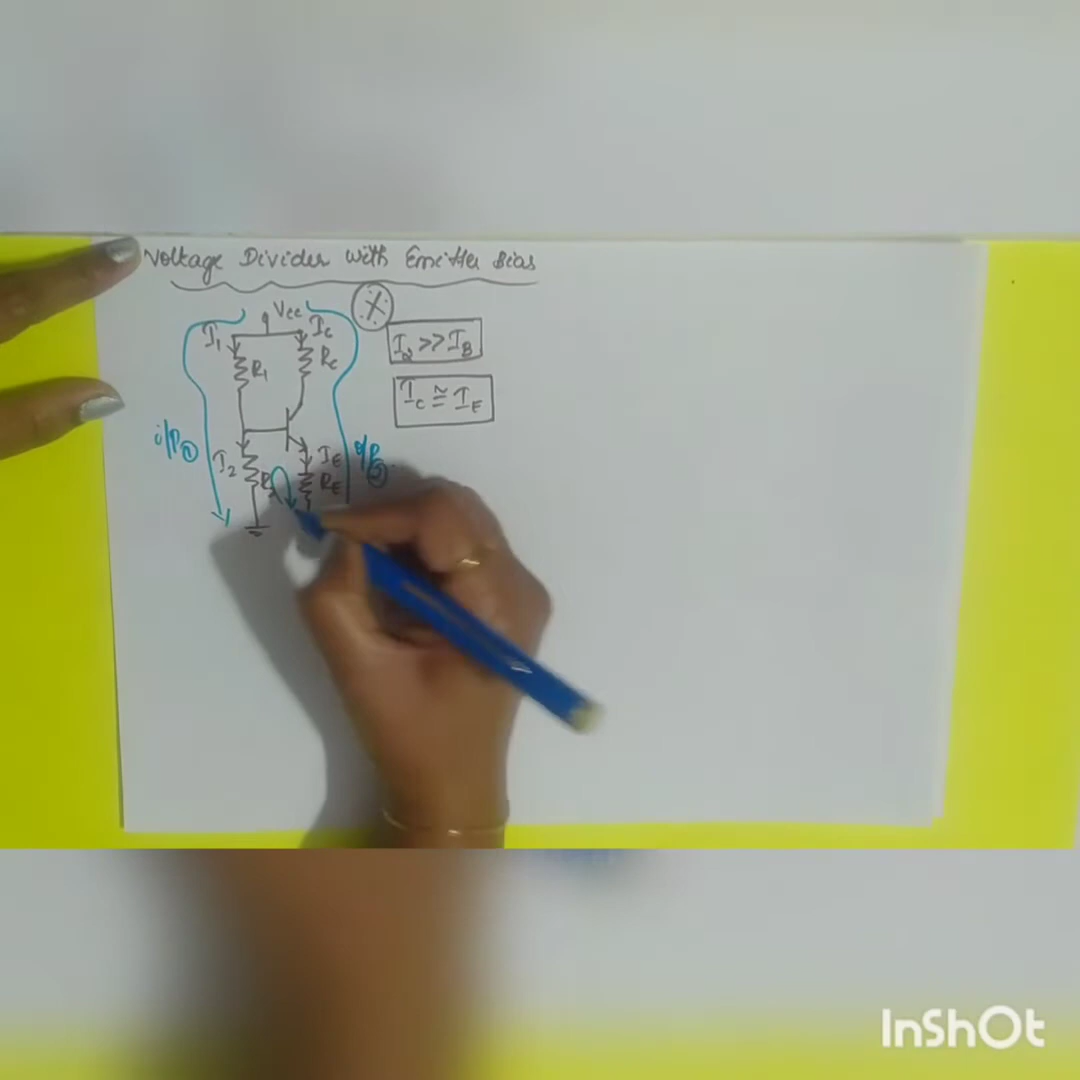 Voltage Divider with Emitter Bias
Vcc
I1
Ic
R1
Rc
I2 >> IB
Ic ≅ IE
i/P ①
I2
IE
o/P ②
RE
InShOt